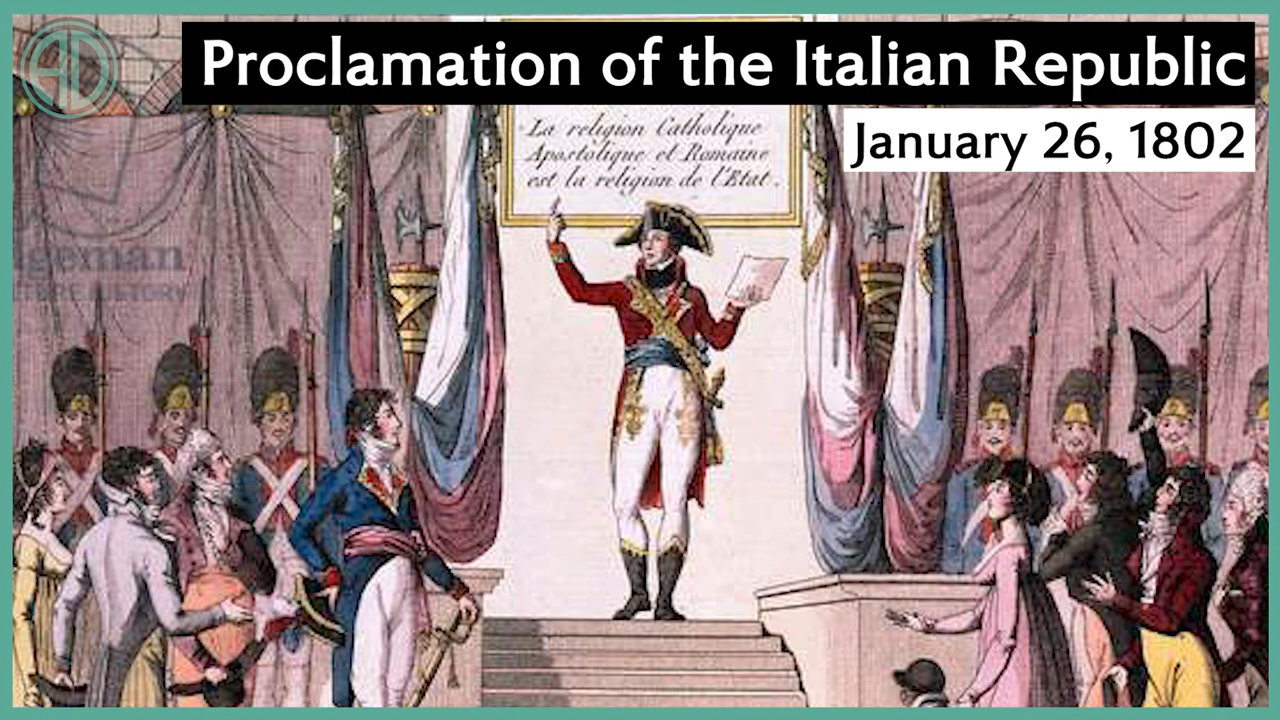 Proclamation of the Italian Republic
January 26, 1802
La religion Catholique
Apostolique et Romaine
est la religion de l'Etat.